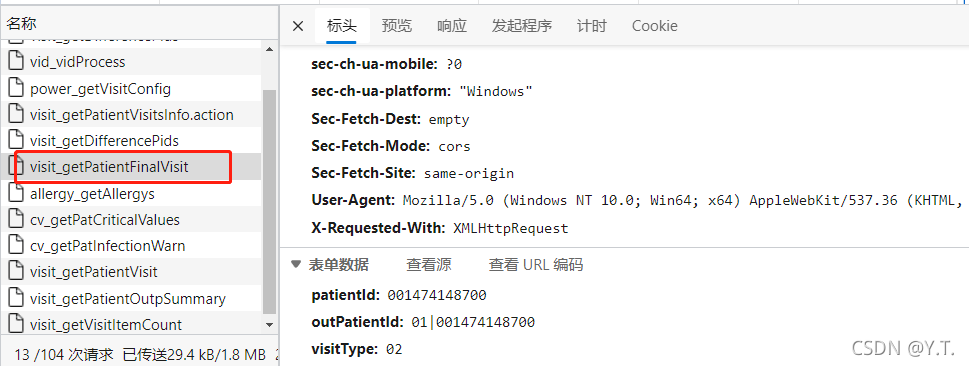 名称
visit_getDifferencePids
vid_vidProcess
power_getVisitConfig
visit_getPatientVisitsInfo.action
visit_getDifferencePids
visit_getPatientFinalVisit
allergy_getAllergys
cv_getPatCriticalValues
cv_getPatInfectionWarn
visit_getPatientVisit
visit_getPatientOutpSummary
visit_getVisitItemCount
13 /104 次请求 已传送29.4 kB/1.8 MB
标头 预览 响应 发起程序 计时 Cookie
sec-ch-ua-mobile: ?0
sec-ch-ua-platform: "Windows"
Sec-Fetch-Dest: empty
Sec-Fetch-Mode: cors
Sec-Fetch-Site: same-origin
User-Agent: Mozilla/5.0 (Windows NT 10.0; Win64; x64) AppleWebKit/537.36 (KHTML,
X-Requested-With: XMLHttpRequest
表单数据 查看源 查看 URL 编码
patientId: 001474148700
outPatientId: 01|001474148700
visitType: 02
CSDN @Y.T.